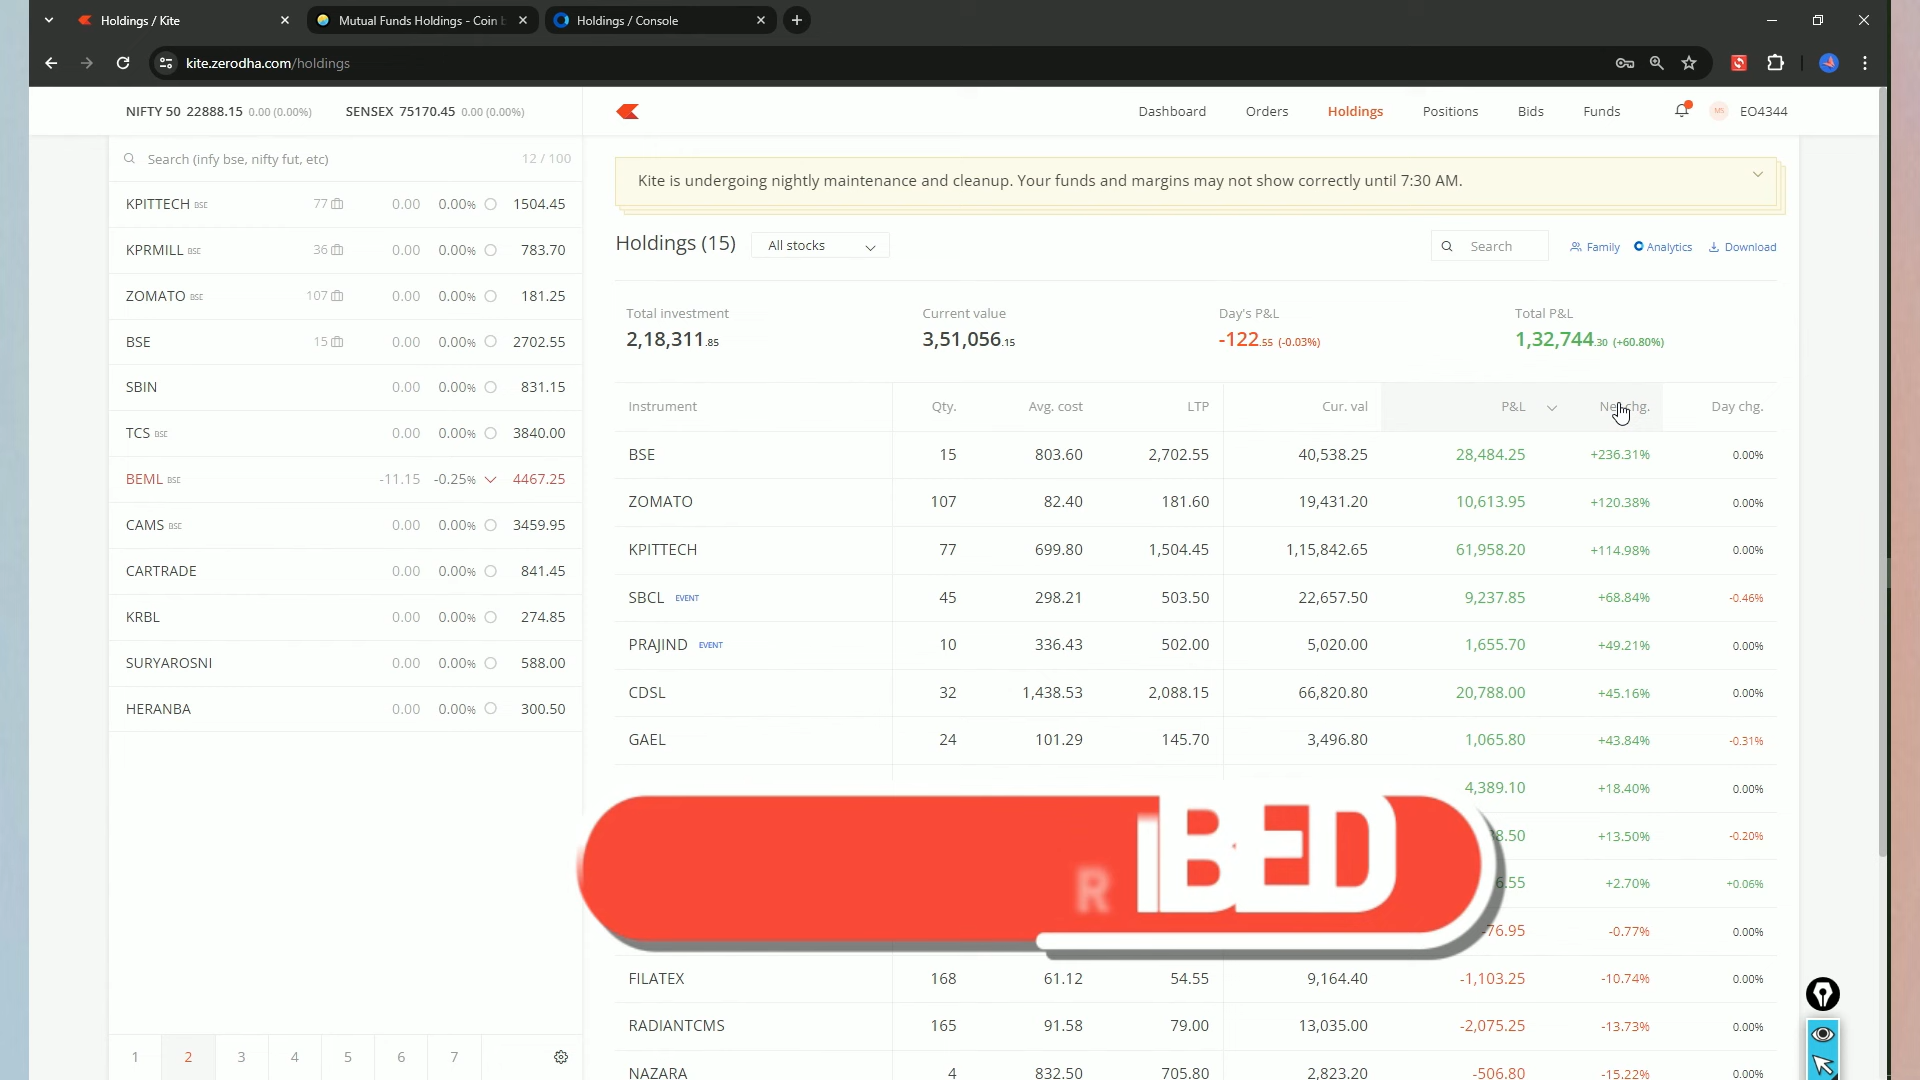 Holdings / Kite
Mutual Funds Holdings - Coin b
Holdings / Console
kite.zerodha.com/holdings
NIFTY 50 22888.15 0.00 (0.00%)
SENSEX 75170.45 0.00 (0.00%)
Dashboard
Orders
Holdings
Positions
Bids
Funds
MS
EO4344
Search (infy bse, nifty fut, etc)
12 / 100
KPITTECH BSE 77 0.00 0.00% 1504.45
KPRMILL BSE 36 0.00 0.00% 783.70
ZOMATO BSE 107 0.00 0.00% 181.25
BSE 15 0.00 0.00% 2702.55
SBIN 0.00 0.00% 831.15
TCS BSE 0.00 0.00% 3840.00
BEML BSE -11.15 -0.25% 4467.25
CAMS BSE 0.00 0.00% 3459.95
CARTRADE 0.00 0.00% 841.45
KRBL 0.00 0.00% 274.85
SURYAROSNI 0.00 0.00% 588.00
HERANBA 0.00 0.00% 300.50
1 2 3 4 5 6 7
Kite is undergoing nightly maintenance and cleanup. Your funds and margins may not show correctly until 7:30 AM.
Holdings (15)
All stocks
Search
Family
Analytics
Download
Total investment
2,18,311.85
Current value
3,51,056.15
Day's P&L
-122.55 (-0.03%)
Total P&L
1,32,744.30 (+60.80%)
Instrument Qty. Avg. cost LTP Cur. val P&L Net chg. Day chg.
BSE 15 803.60 2,702.55 40,538.25 28,484.25 +236.31% 0.00%
ZOMATO 107 82.40 181.60 19,431.20 10,613.95 +120.38% 0.00%
KPITTECH 77 699.80 1,504.45 1,15,842.65 61,958.20 +114.98% 0.00%
SBCL EVENT 45 298.21 503.50 22,657.50 9,237.85 +68.84% -0.46%
PRAJIND EVENT 10 336.43 502.00 5,020.00 1,655.70 +49.21% 0.00%
CDSL 32 1,438.53 2,088.15 66,820.80 20,788.00 +45.16% 0.00%
GAEL 24 101.29 145.70 3,496.80 1,065.80 +43.84% -0.31%
4,389.10 +18.40% 0.00%
8.50 +13.50% -0.20%
6.55 +2.70% +0.06%
-76.95 -0.77% 0.00%
R IBED
FILATEX 168 61.12 54.55 9,164.40 -1,103.25 -10.74% 0.00%
RADIANTCMS 165 91.58 79.00 13,035.00 -2,075.25 -13.73% 0.00%
NAZARA 4 832.50 705.80 2,823.20 -506.80 -15.22% 0.00%